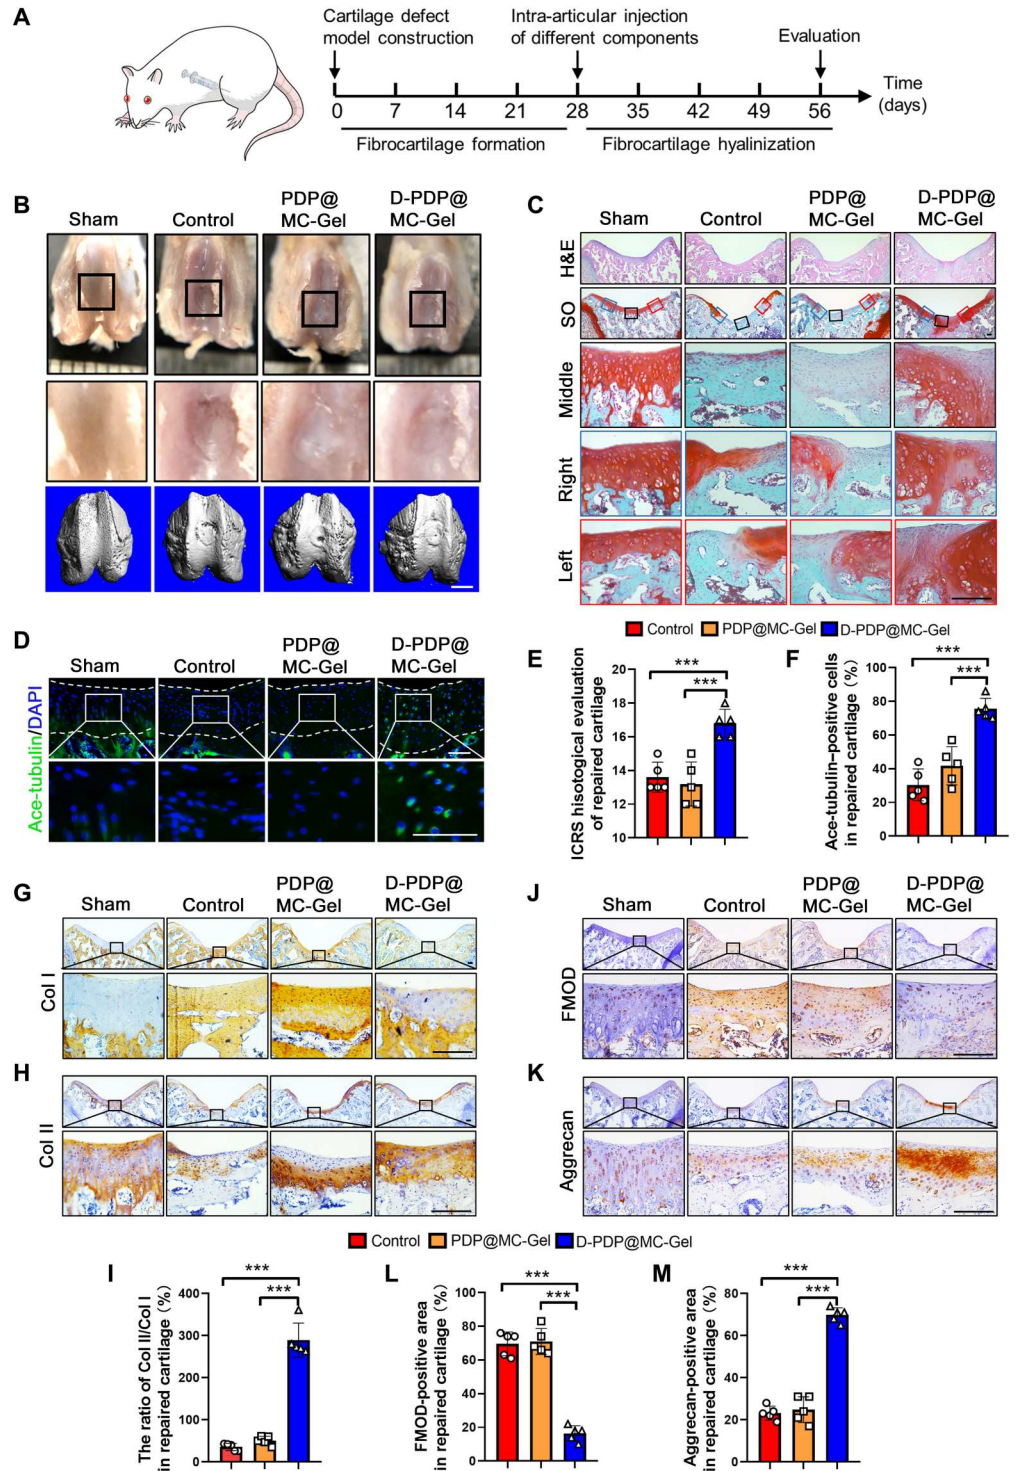 A
Cartilage defect
model construction
Intra-articular injection
of different components
Evaluation
Time
(days)
0 7 14 21 28 35 42 49 56
Fibrocartilage formation
Fibrocartilage hyalinization
B
Sham
Control
PDP@
MC-Gel
D-PDP@
MC-Gel
C
Sham
Control
PDP@
MC-Gel
D-PDP@
MC-Gel
H&E
SO
Middle
Right
Left
D
Sham
Control
PDP@
MC-Gel
D-PDP@
MC-Gel
Ace-tubulin/DAPI
Control PDP@MC-Gel D-PDP@MC-Gel
E
ICRS hisotological evaluation
of repaired cartilage
20
18
16
14
12
10
***
***
F
Ace-tubulin–positive cells
in repaired cartilage (%)
100
80
60
40
20
0
***
***
G
Sham
Control
PDP@
MC-Gel
D-PDP@
MC-Gel
Col I
H
Col II
J
Sham
Control
PDP@
MC-Gel
D-PDP@
MC-Gel
FMOD
K
Aggrecan
Control PDP@MC-Gel D-PDP@MC-Gel
I
The ratio of Col II/Col I
in repaired cartilage (%)
400
300
200
100
0
***
***
L
FMOD-positive area
in repaired cartilage (%)
100
80
60
40
20
0
***
***
M
Aggrecan-positive area
in repaired cartilage (%)
80
60
40
20
0
***
***